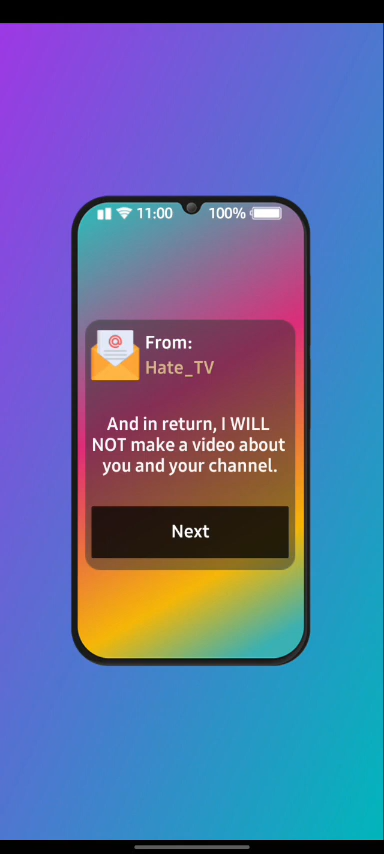 11:00 100%
@
From:
Hate_TV
And in return, I WILL
NOT make a video about
you and your channel.
Next